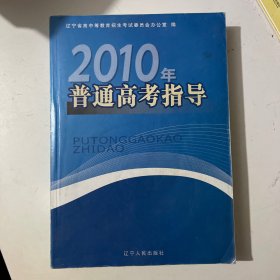 辽宁省高中等教育招生考试委员会办公室 编
2010年
普通高考指导
PUTONGGAOKAO
ZHIDAO
辽宁人民出版社